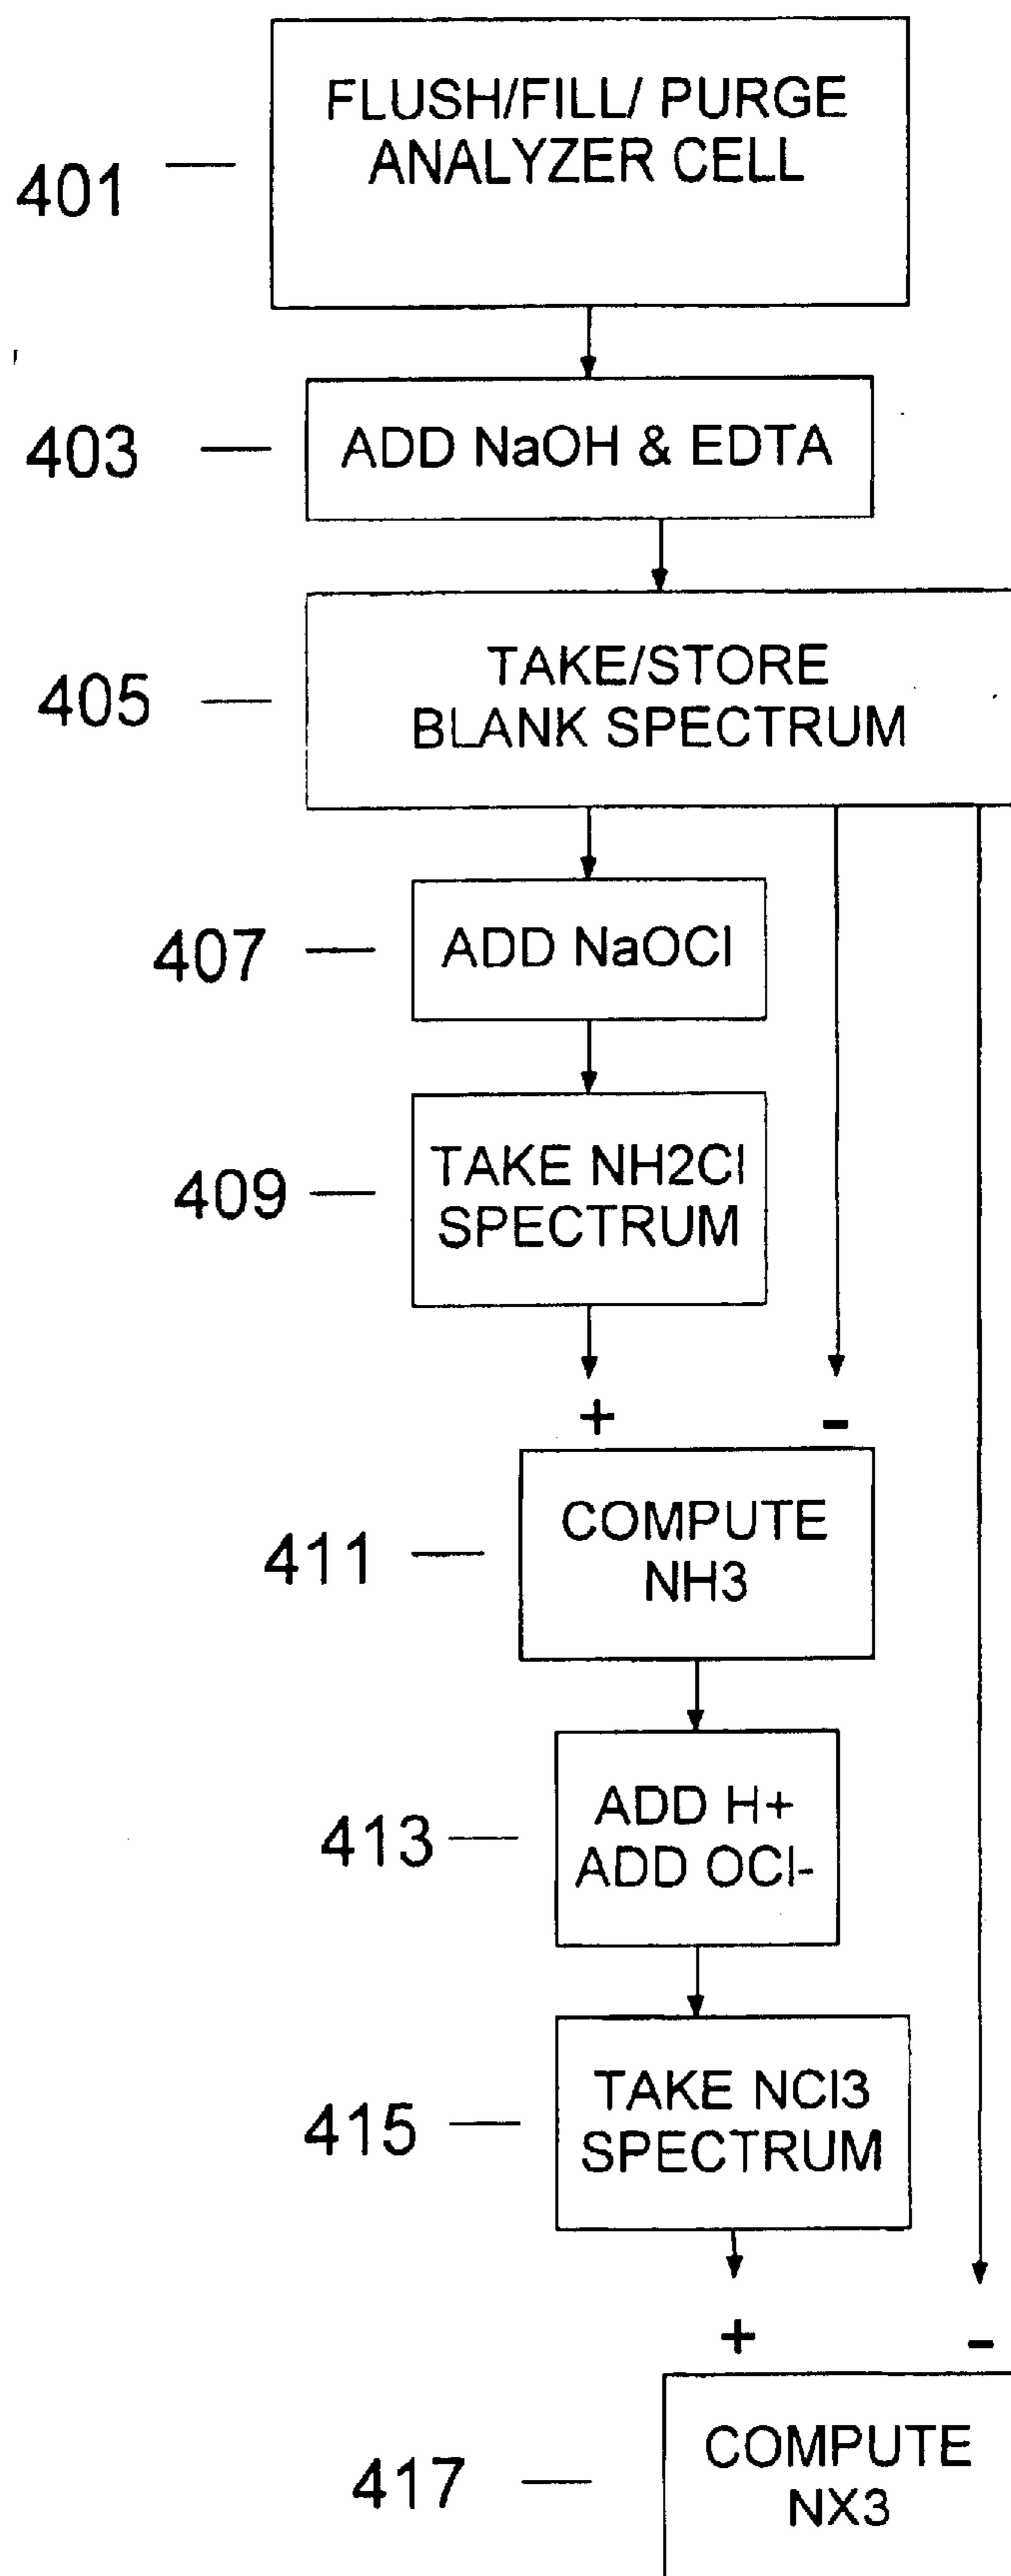 FLUSH/FILL/ PURGE
ANALYZER CELL
401
ADD NaOH & EDTA
403
TAKE/STORE
BLANK SPECTRUM
405
ADD NaOCl
407
TAKE NH2Cl
SPECTRUM
409
+ -
COMPUTE
NH3
411
ADD H+
ADD OCl-
413
TAKE NCl3
SPECTRUM
415
+ -
COMPUTE
NX3
417